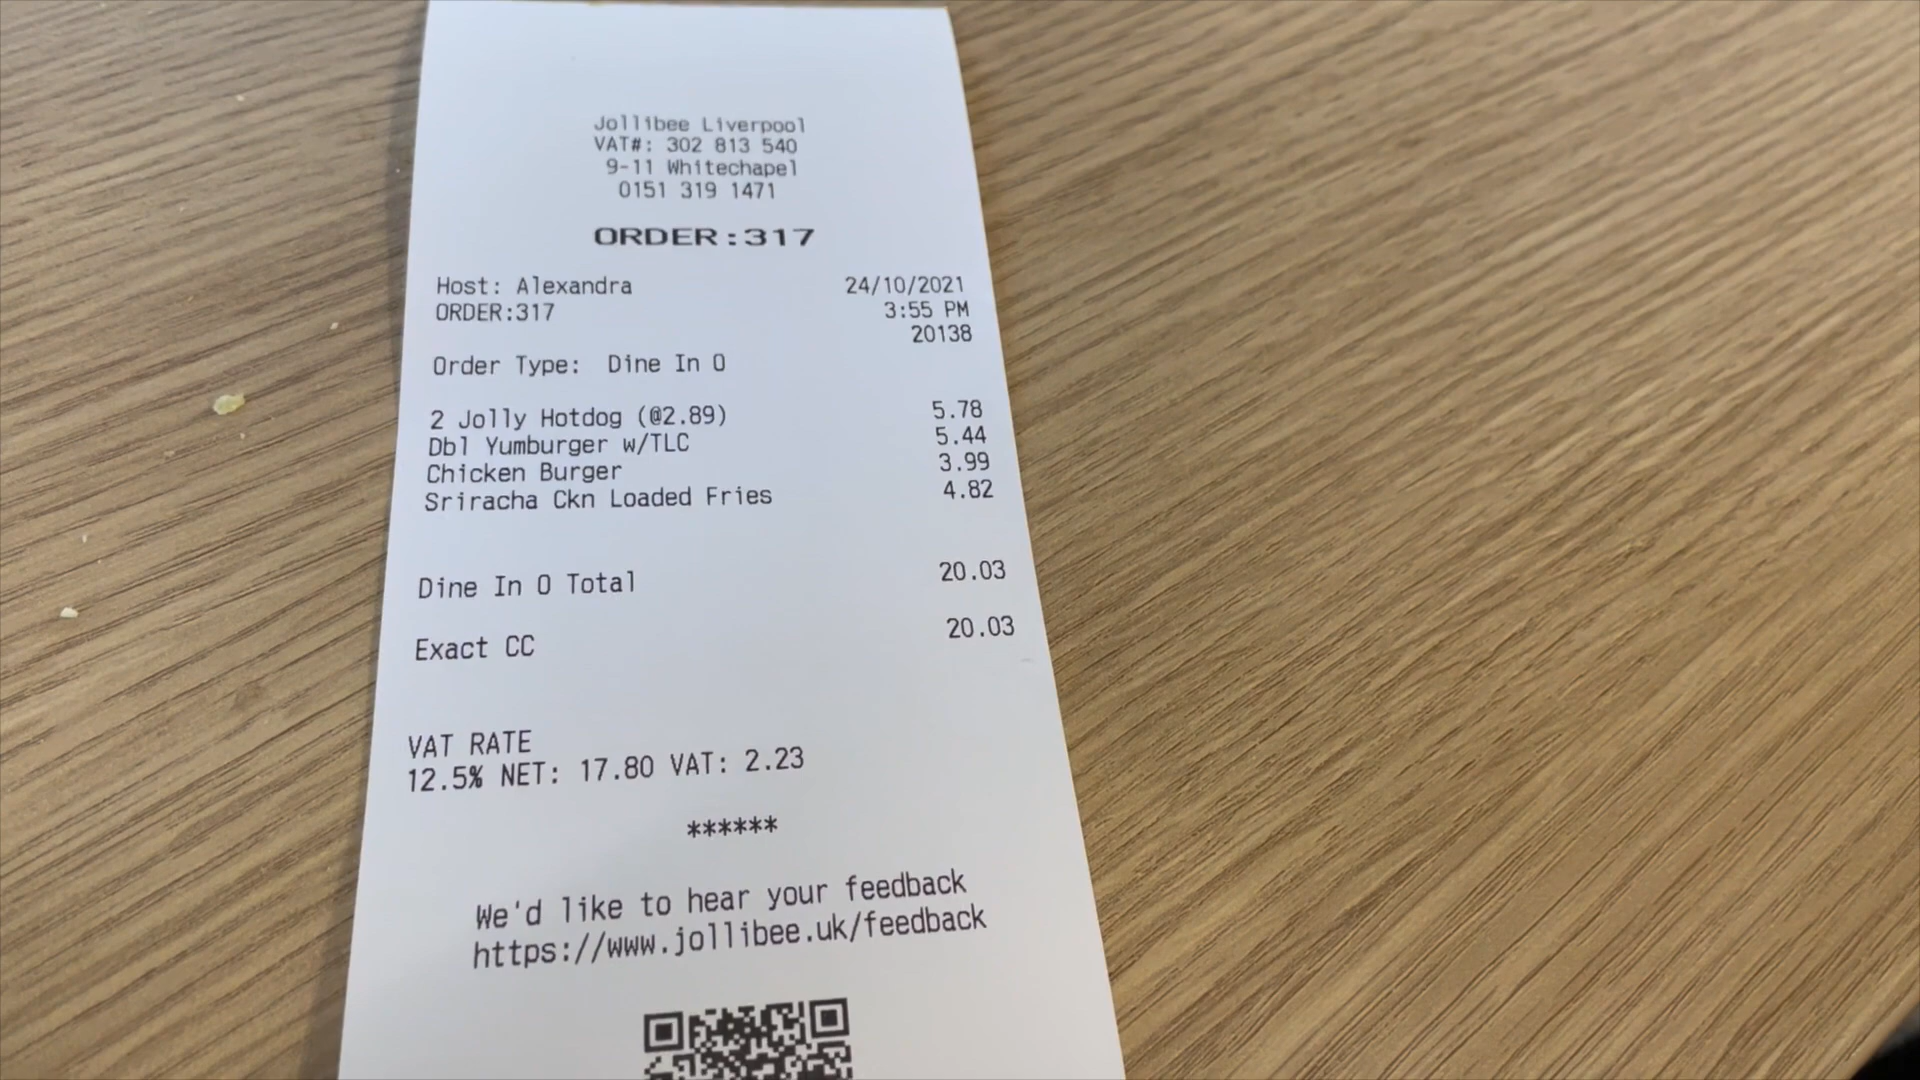 Jollibee Liverpool
VAT#: 302 813 540
9-11 Whitechapel
0151 319 1471
ORDER:317
Host: Alexandra 24/10/2021
ORDER:317 3:55 PM
20138
Order Type: Dine In O
2 Jolly Hotdog (@2.89) 5.78
Dbl Yumburger w/TLC 5.44
Chicken Burger 3.99
Sriracha Ckn Loaded Fries 4.82
Dine In O Total 20.03
Exact CC 20.03
VAT RATE
12.5% NET: 17.80 VAT: 2.23
******
We'd like to hear your feedback
https://www.jollibee.uk/feedback